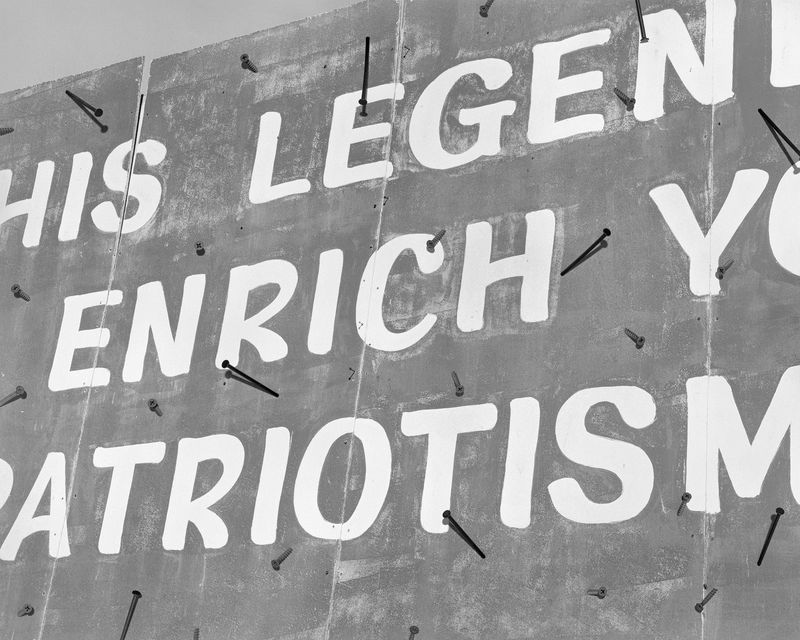 HIS LEGEN
ENRICH YO
PATRIOTISM